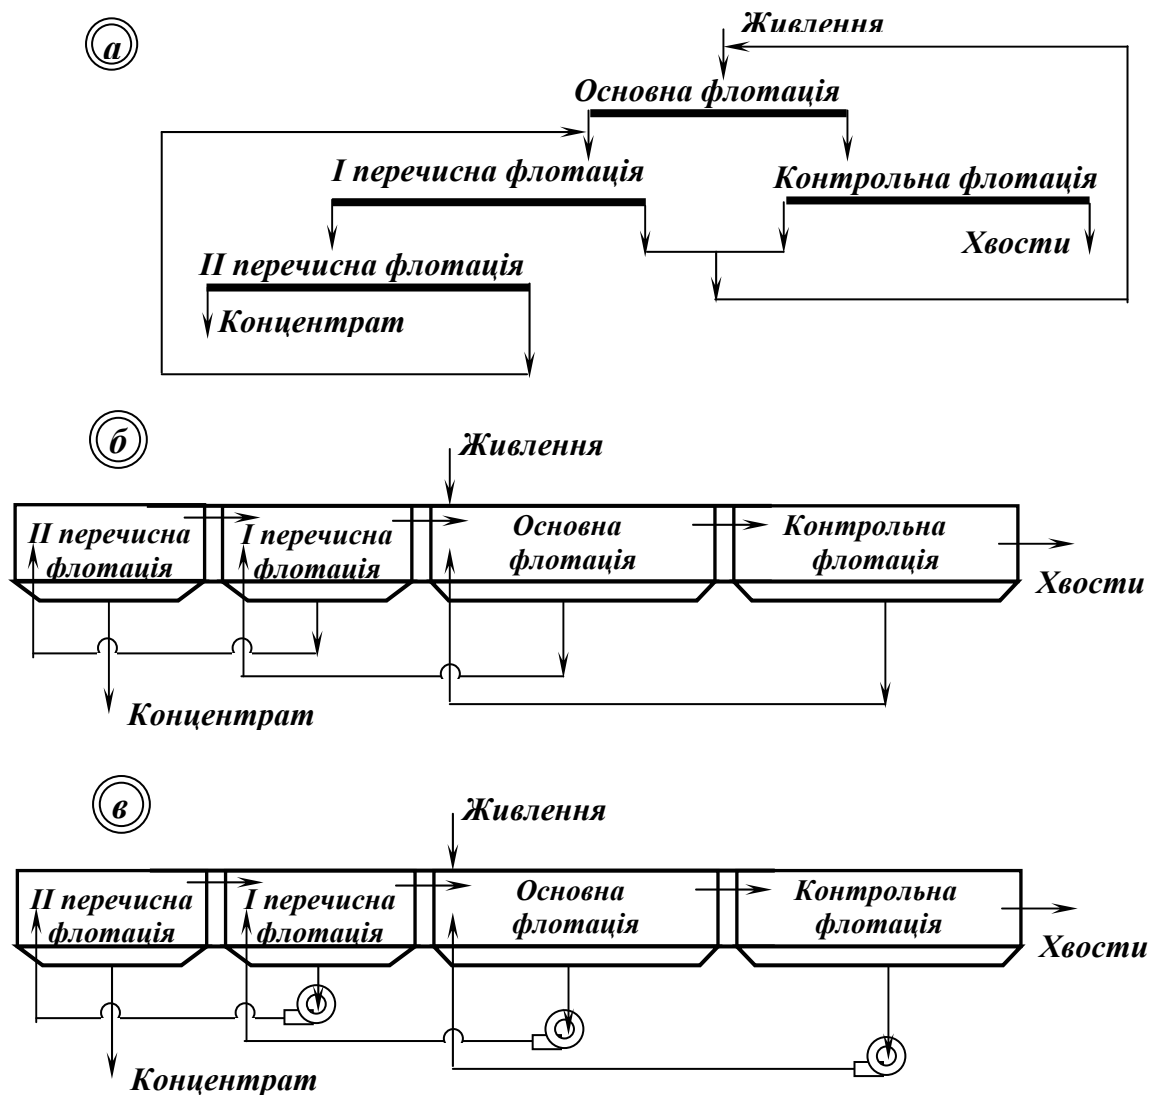 а
Живлення
Основна флотація
І перечисна флотація
Контрольна флотація
ІІ перечисна флотація
Хвости
Концентрат
б
Живлення
ІІ перечисна
флотація
І перечисна
флотація
Основна
флотація
Контрольна
флотація
Хвости
Концентрат
в
Живлення
ІІ перечисна
флотація
І перечисна
флотація
Основна
флотація
Контрольна
флотація
Хвости
Концентрат